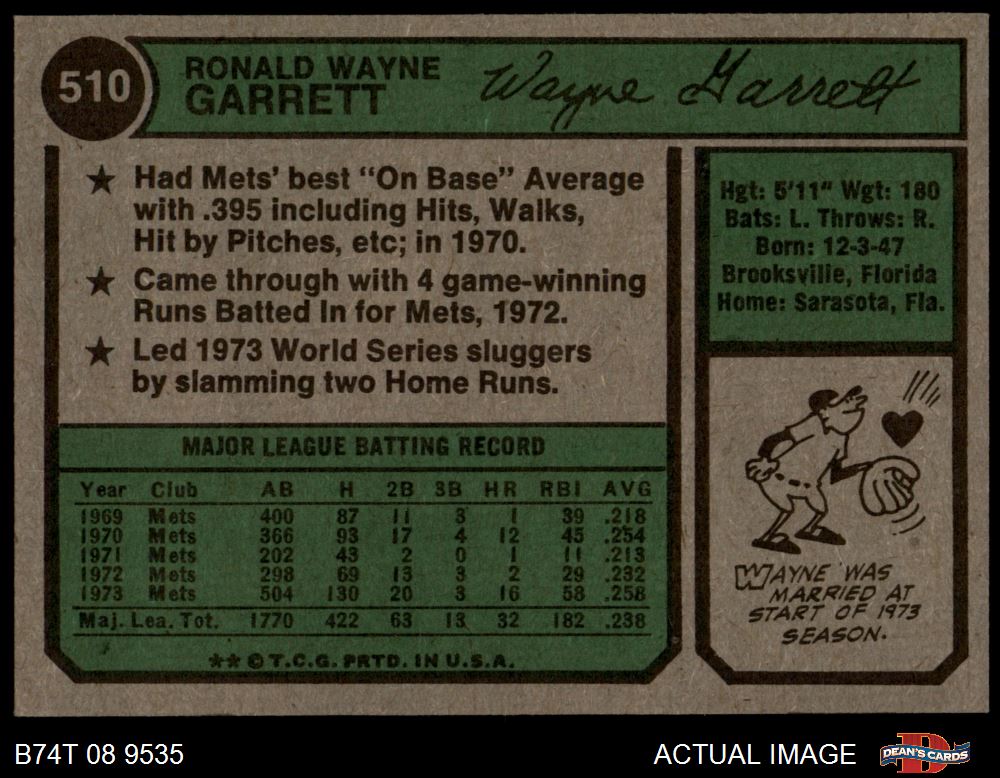 510
RONALD WAYNE
GARRETT
Wayne Garrett
★ Had Mets' best "On Base" Average
with .395 including Hits, Walks,
Hit by Pitches, etc; in 1970.
★ Came through with 4 game-winning
Runs Batted In for Mets, 1972.
★ Led 1973 World Series sluggers
by slamming two Home Runs.
Hgt: 5'11" Wgt: 180
Bats: L. Throws: R.
Born: 12-3-47
Brooksville, Florida
Home: Sarasota, Fla.
MAJOR LEAGUE BATTING RECORD
Year Club AB H 2B 3B HR RBI AVG
1969 Mets 400 87 11 3 1 39 .218
1970 Mets 366 93 17 4 12 45 .254
1971 Mets 202 43 2 0 1 11 .213
1972 Mets 298 69 13 3 2 29 .232
1973 Mets 504 130 20 3 16 58 .258
Maj. Lea. Tot. 1770 422 63 13 32 182 .238
** © T.C.G. PRTD. IN U.S.A.
WAYNE WAS
MARRIED AT
START OF 1973
SEASON.
B74T 08 9535
ACTUAL IMAGE
D
DEAN'S CARDS